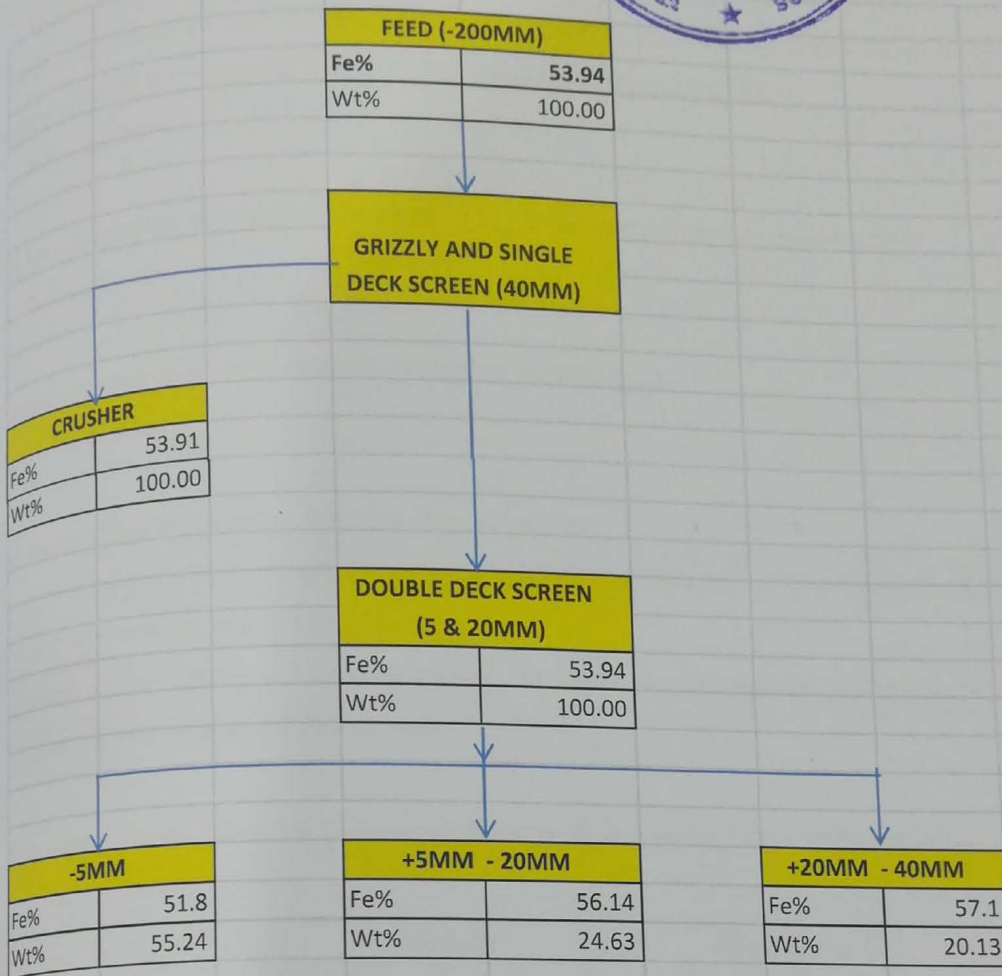 FEED (-200MM)
Fe% 53.94
Wt% 100.00
GRIZZLY AND SINGLE
DECK SCREEN (40MM)
CRUSHER
Fe% 53.91
Wt% 100.00
DOUBLE DECK SCREEN
(5 & 20MM)
Fe% 53.94
Wt% 100.00
-5MM
Fe% 51.8
Wt% 55.24
+5MM - 20MM
Fe% 56.14
Wt% 24.63
+20MM - 40MM
Fe% 57.1
Wt% 20.13